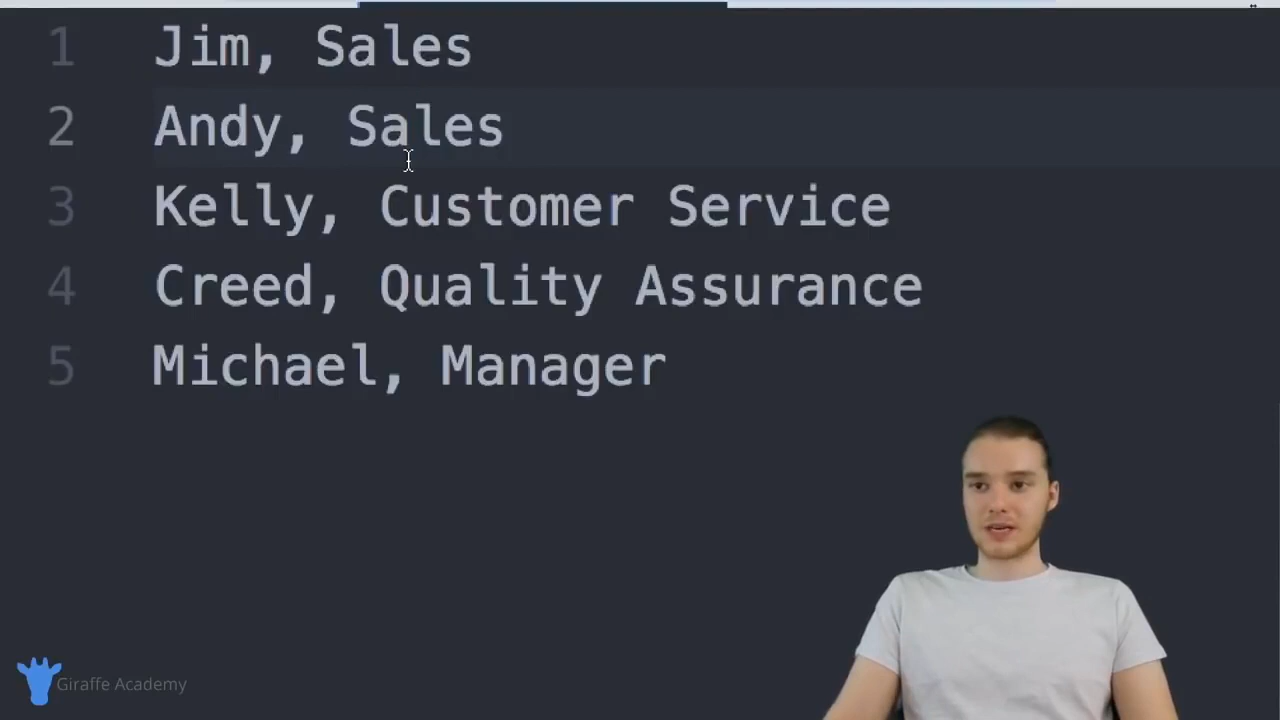 1 Jim, Sales
2 Andy, Sales
3 Kelly, Customer Service
4 Creed, Quality Assurance
5 Michael, Manager
Giraffe Academy